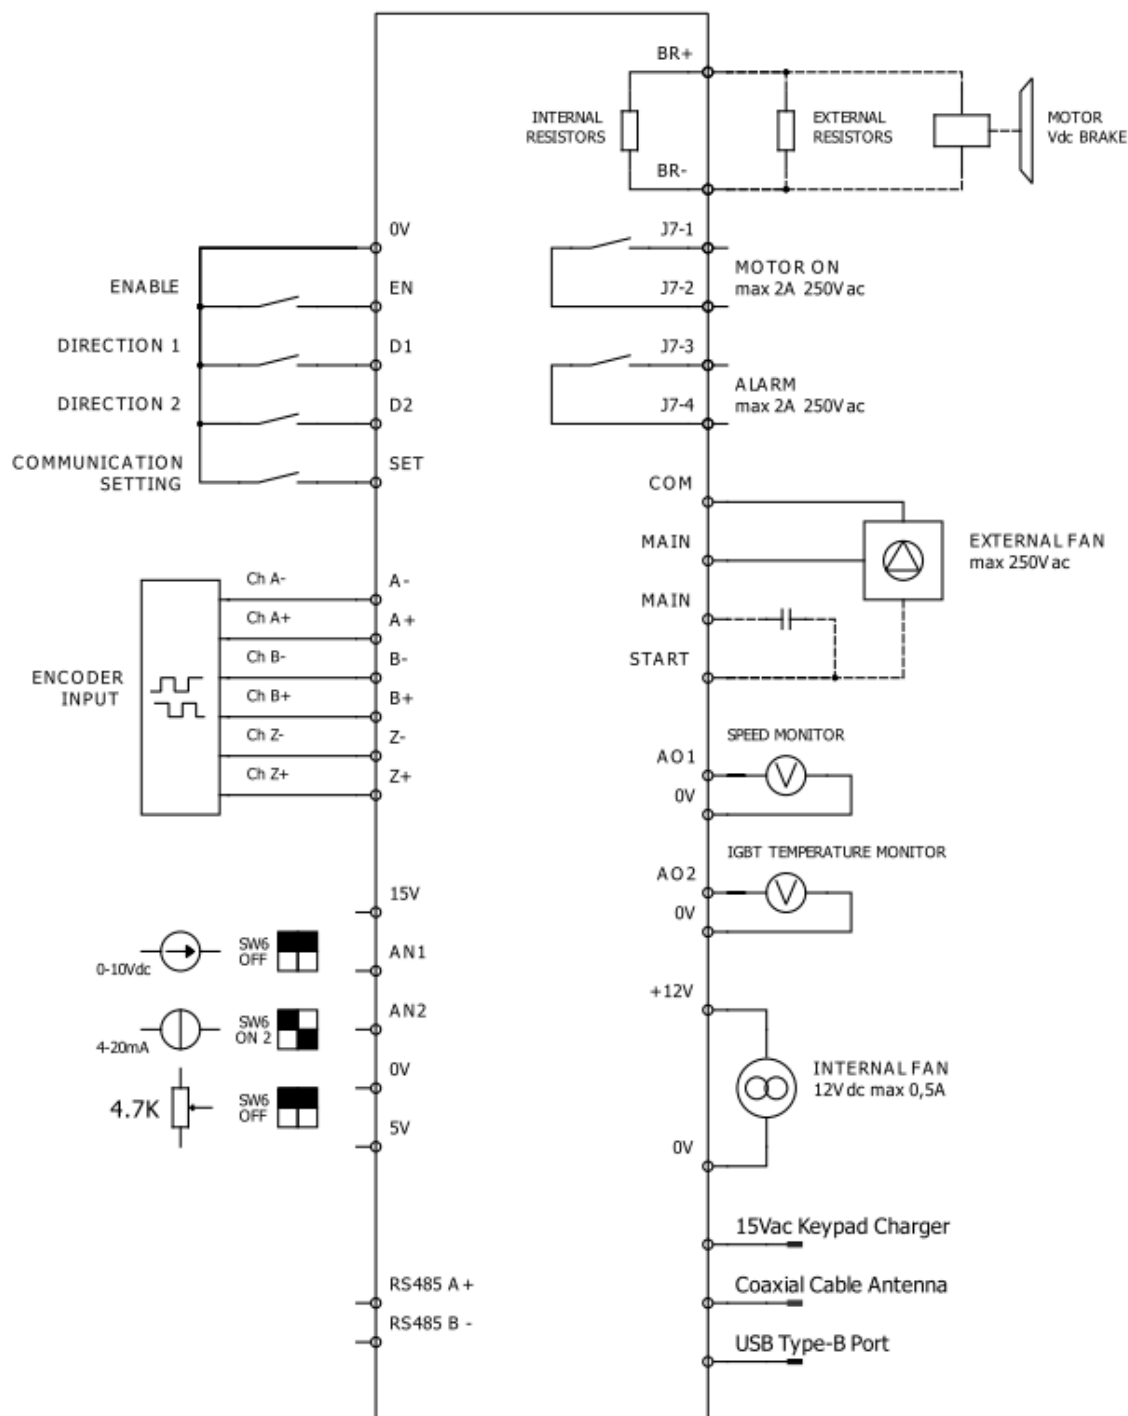 BR+
INTERNAL
RESISTORS
EXTERNAL
RESISTORS
MOTOR
Vdc BRAKE
BR-
0V
J7-1
MOTOR ON
max 2A 250Vac
ENABLE
EN
J7-2
DIRECTION 1
D1
J7-3
ALARM
max 2A 250Vac
DIRECTION 2
D2
J7-4
COMMUNICATION
SETTING
SET
COM
MAIN
EXTERNAL FAN
max 250Vac
MAIN
START
ENCODER
INPUT
Ch A-
A-
Ch A+
A+
Ch B-
B-
Ch B+
B+
Ch Z-
Z-
Ch Z+
Z+
SPEED MONITOR
AO1
V
0V
IGBT TEMPERATURE MONITOR
AO2
V
0V
15V
0-10Vdc
SW6
OFF
AN1
4-20mA
SW6
ON 2
AN2
0V
4.7K
SW6
OFF
5V
+12V
INTERNAL FAN
12Vdc max 0,5A
0V
15Vac Keypad Charger
RS485 A+
Coaxial Cable Antenna
RS485 B -
USB Type-B Port